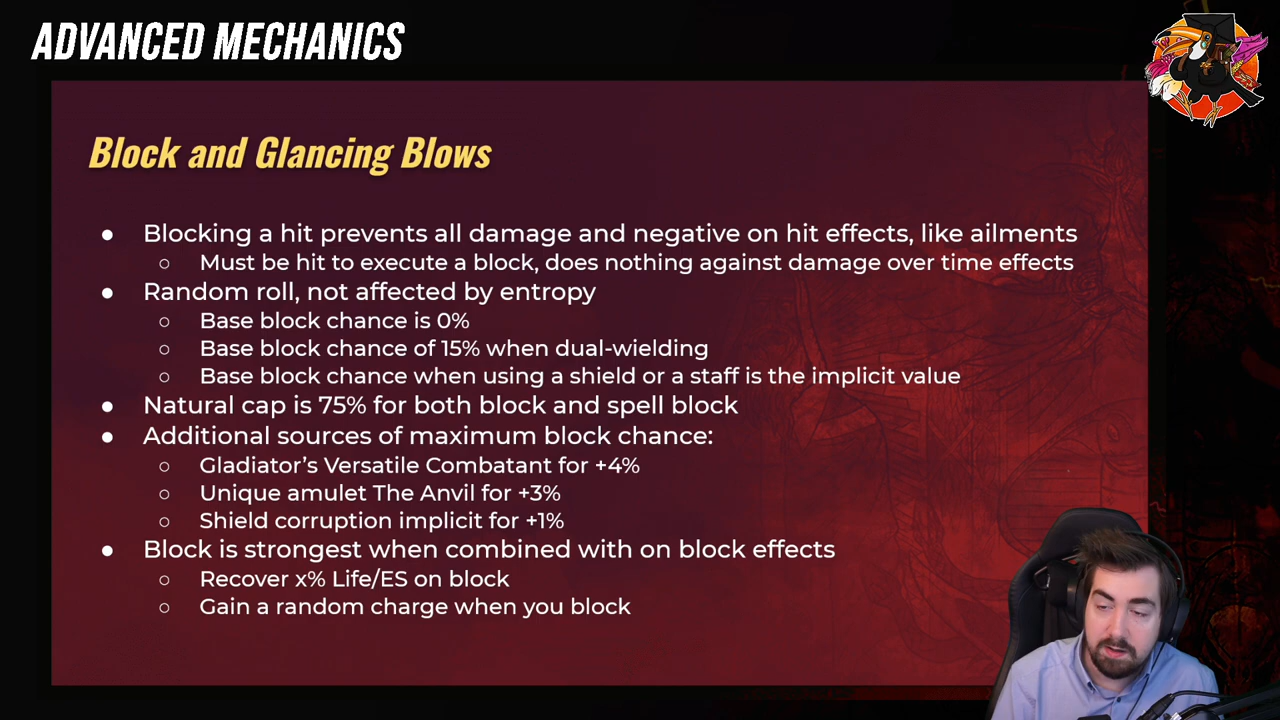 ADVANCED MECHANICS
Block and Glancing Blows
● Blocking a hit prevents all damage and negative on hit effects, like ailments
○ Must be hit to execute a block, does nothing against damage over time effects
● Random roll, not affected by entropy
○ Base block chance is 0%
○ Base block chance of 15% when dual-wielding
○ Base block chance when using a shield or a staff is the implicit value
● Natural cap is 75% for both block and spell block
● Additional sources of maximum block chance:
○ Gladiator's Versatile Combatant for +4%
○ Unique amulet The Anvil for +3%
○ Shield corruption implicit for +1%
● Block is strongest when combined with on block effects
○ Recover x% Life/ES on block
○ Gain a random charge when you block